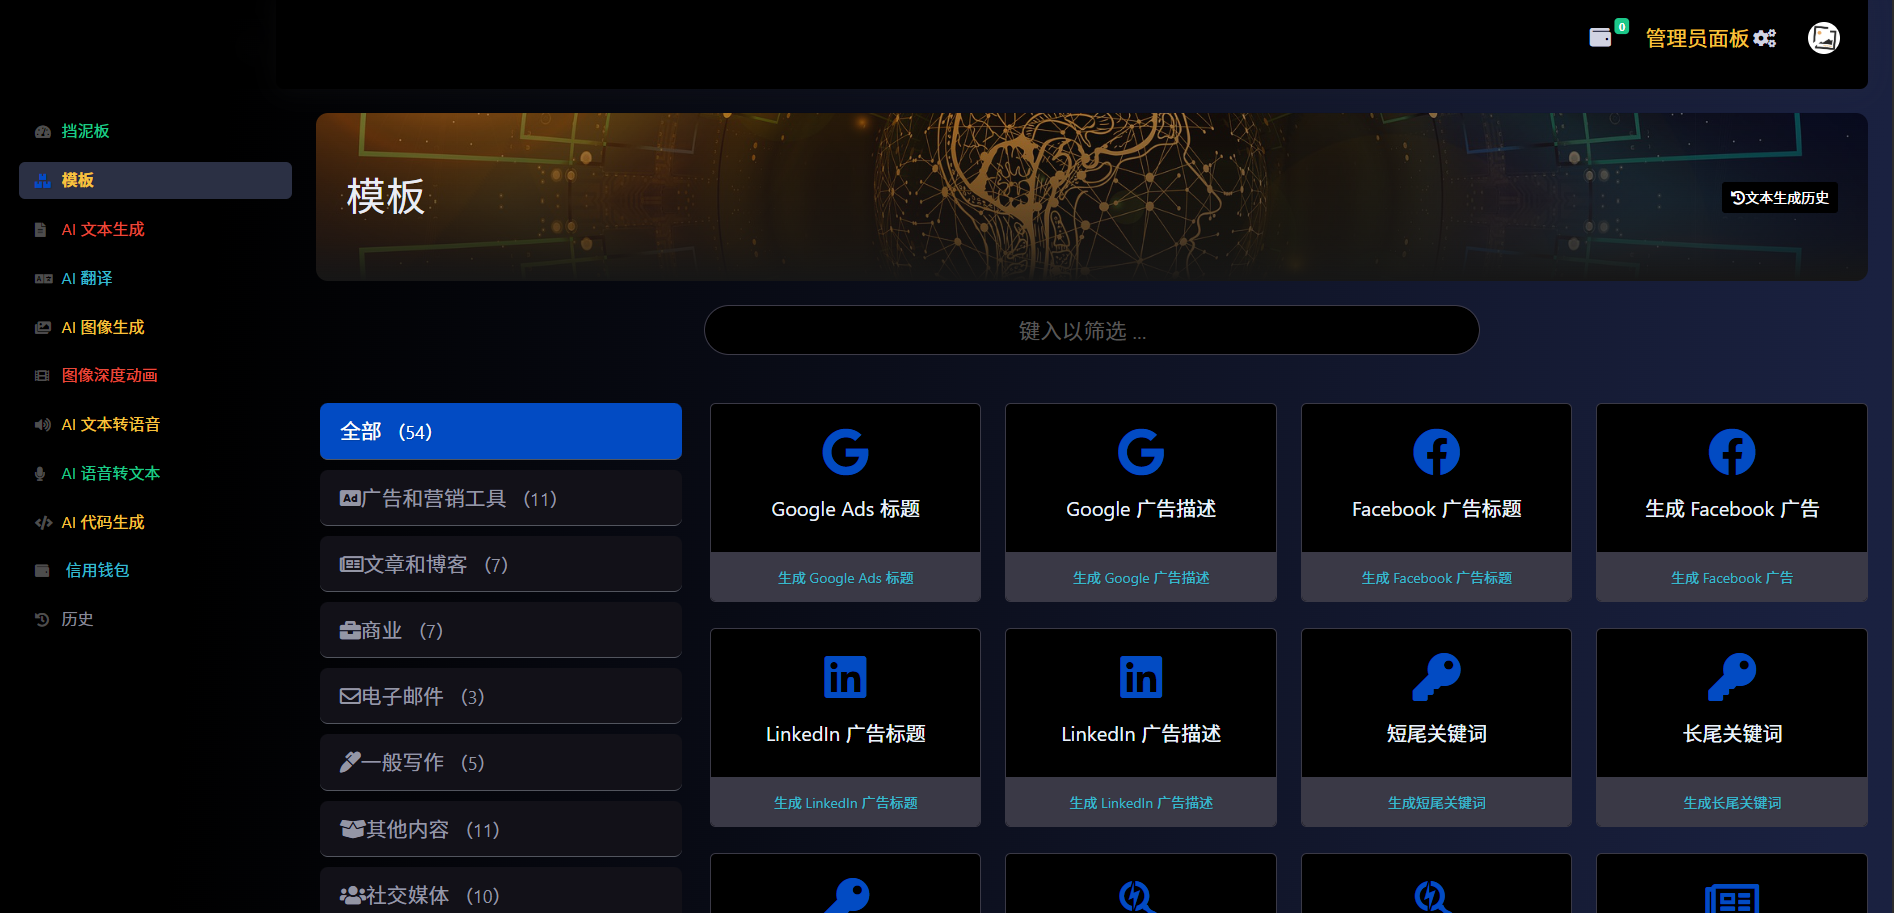 0
管理员面板
挡泥板
模板
AI 文本生成
AI 翻译
AI 图像生成
图像深度动画
AI 文本转语音
AI 语音转文本
AI 代码生成
信用钱包
历史
模板
文本生成历史
键入以筛选 ...
全部 （54）
Ad广告和营销工具 （11）
文章和博客 （7）
商业 （7）
电子邮件 （3）
一般写作 （5）
其他内容 （11）
社交媒体 （10）
Google Ads 标题
生成 Google Ads 标题
Google 广告描述
生成 Google 广告描述
Facebook 广告标题
生成 Facebook 广告标题
生成 Facebook 广告
生成 Facebook 广告
in
LinkedIn 广告标题
生成 LinkedIn 广告标题
in
LinkedIn 广告描述
生成 LinkedIn 广告描述
短尾关键词
生成短尾关键词
长尾关键词
生成长尾关键词